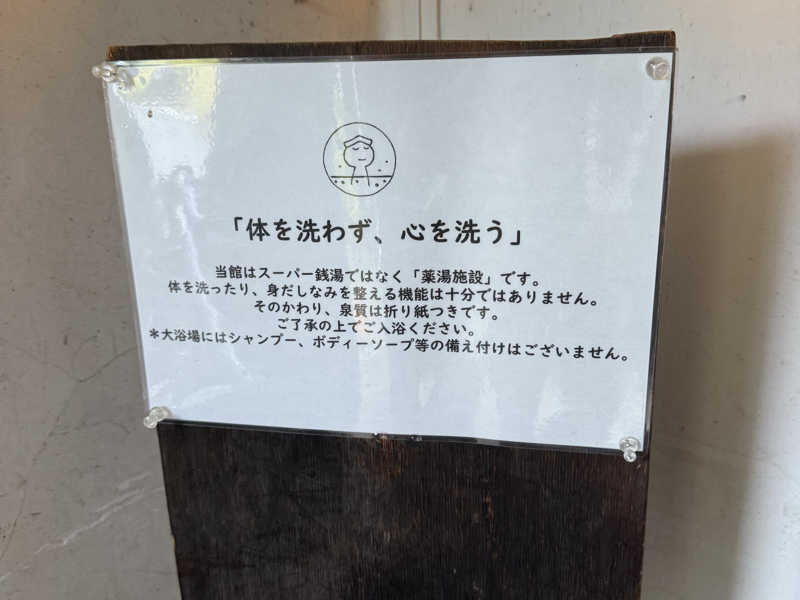 「体を洗わず、心を洗う」
当館はスーパー銭湯ではなく「薬湯施設」です。
体を洗ったり、身だしなみを整える機能は十分ではありません。
そのかわり、泉質は折り紙つきです。
ご了承の上でご入浴ください。
＊大浴場にはシャンプー、ボディーソープ等の備え付けはございません。